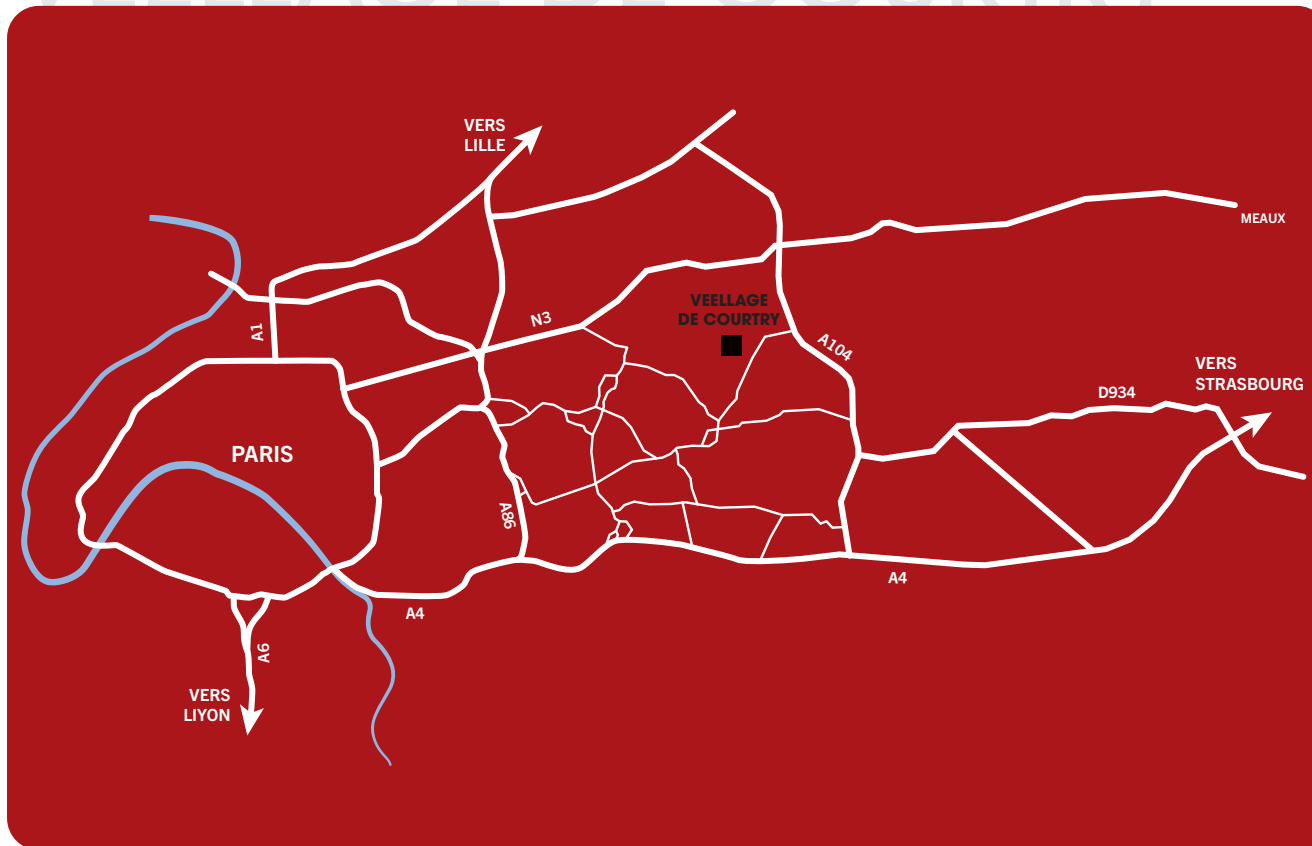 VERS
LILLE
MEAUX
VEELLAGE
DE COURTRY
N3
A1
A104
VERS
STRASBOURG
D934
PARIS
A86
A4
A4
A6
VERS
LIYON